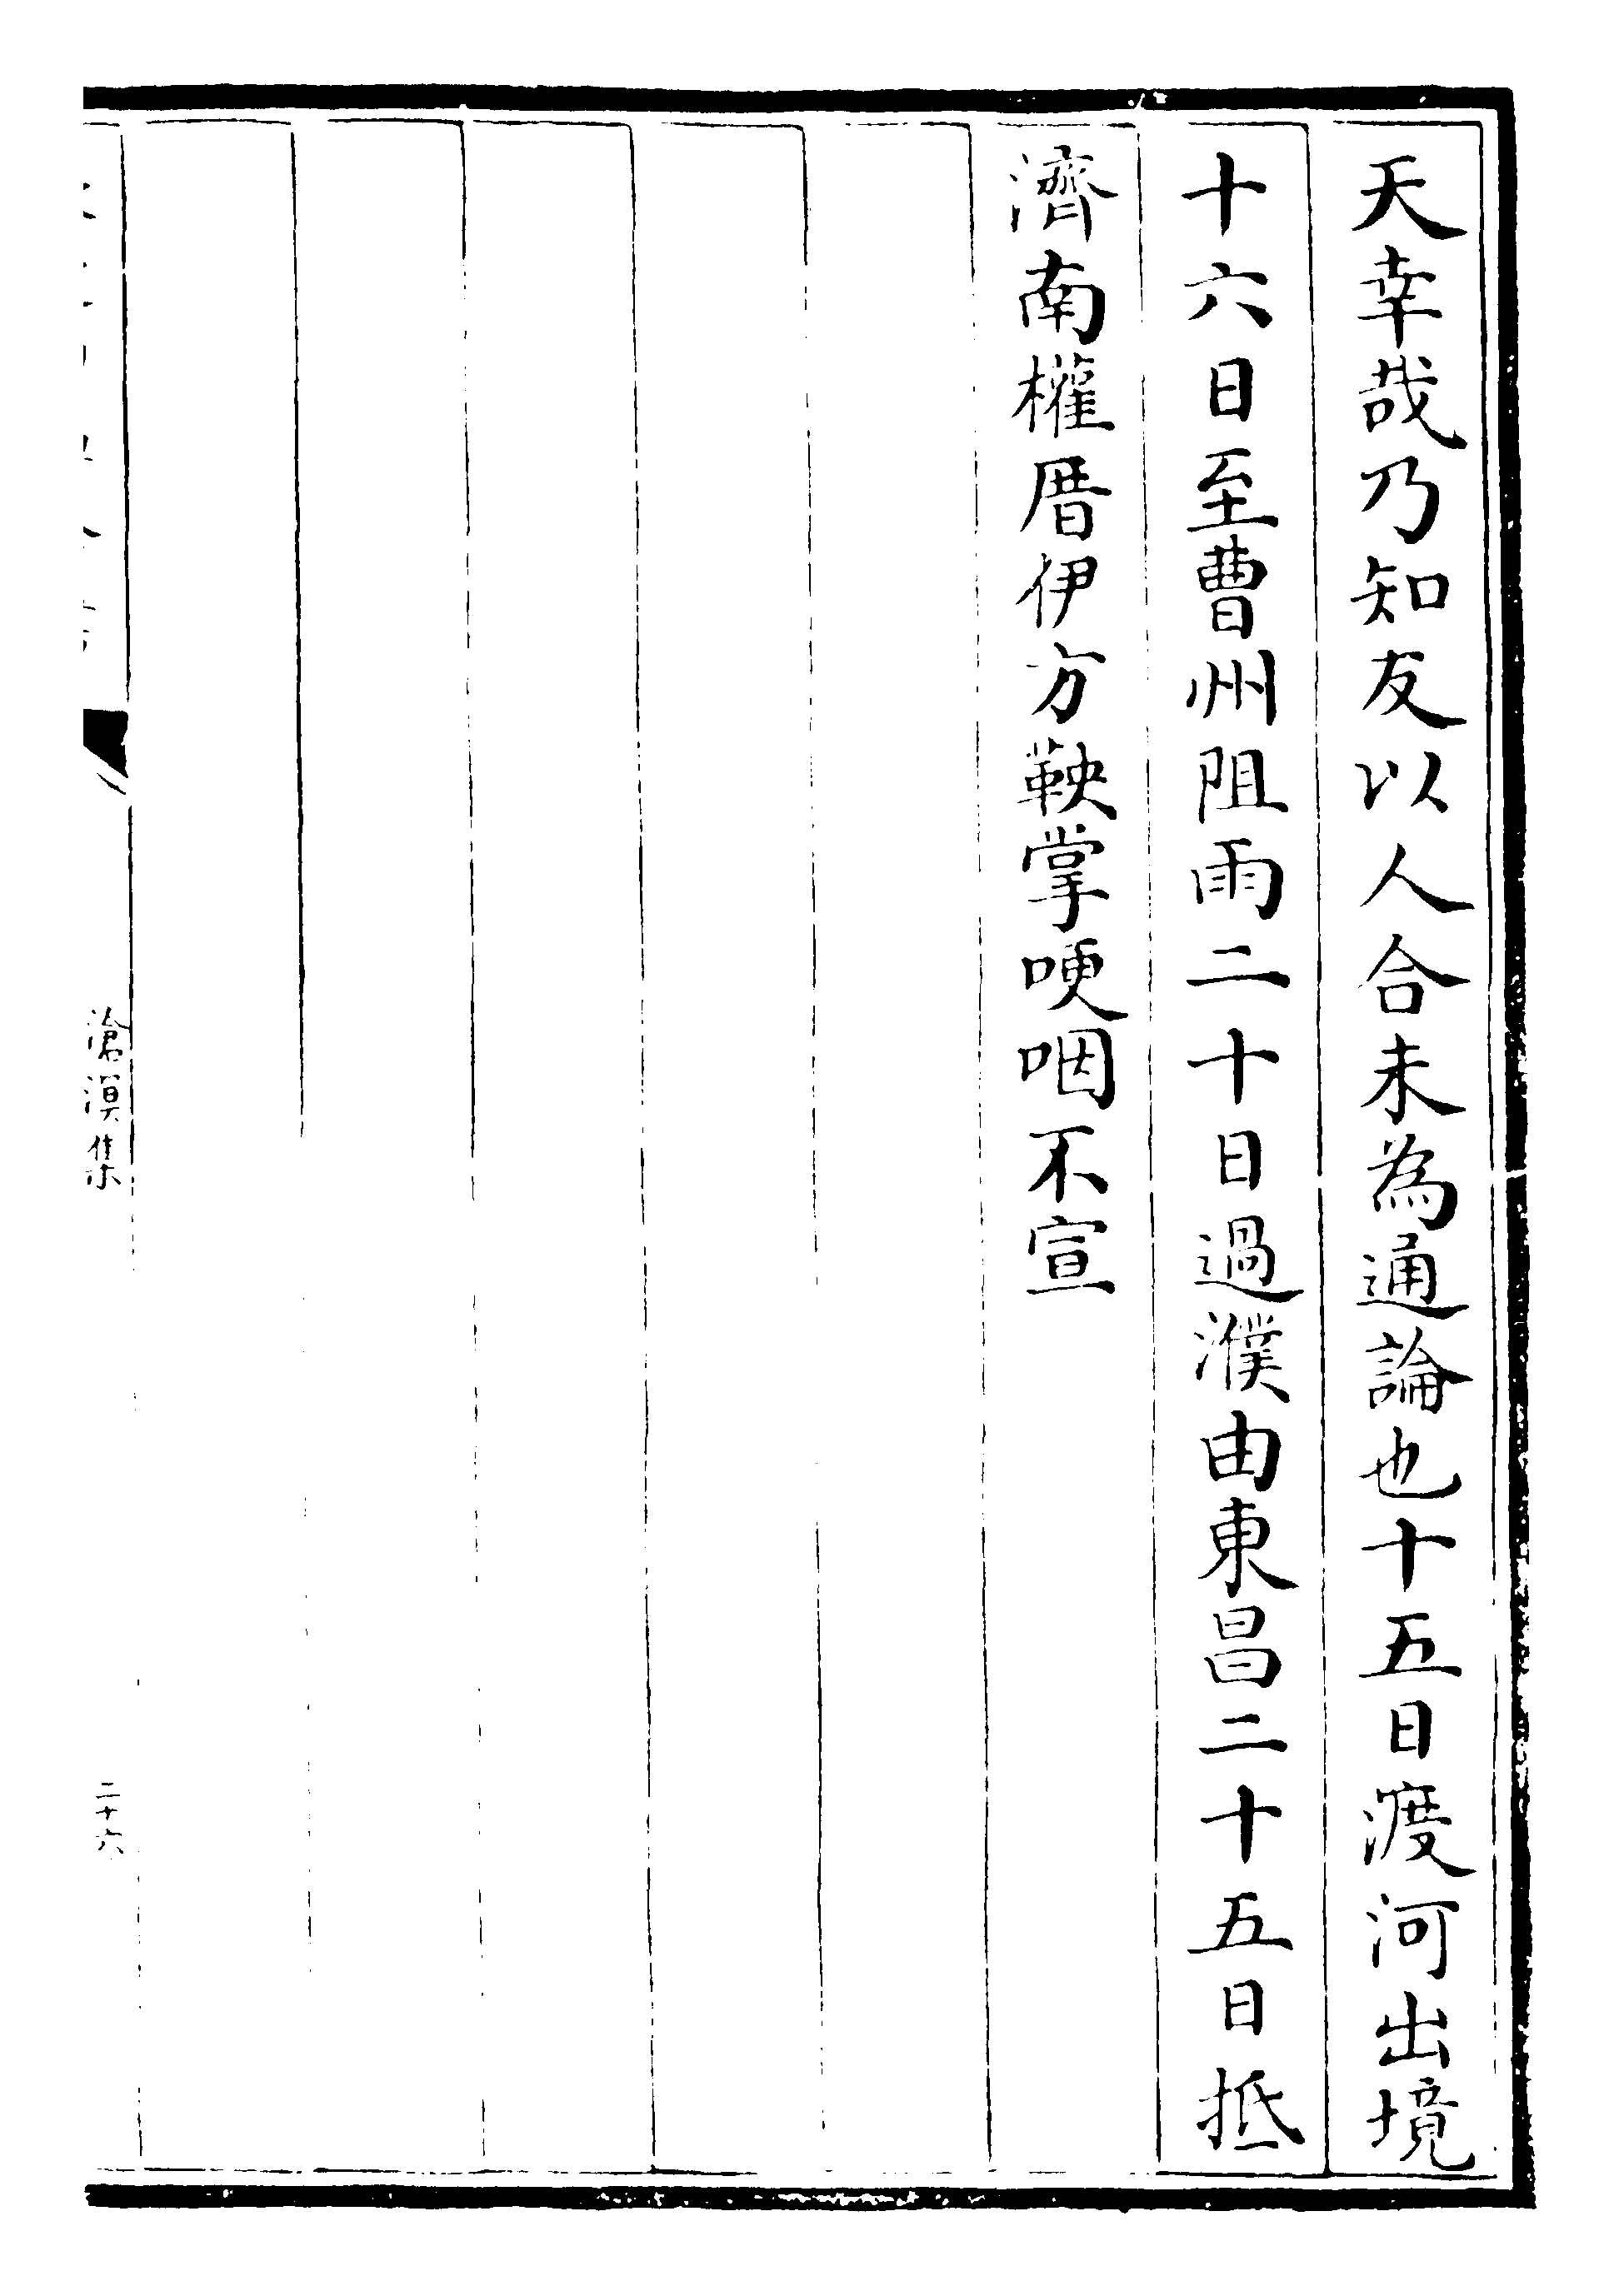 天幸哉乃知友以人合未為通論也十五日渡河出境
十六日至曹州阻雨二十日過濮由東昌二十五日抵
濟南權厝伊方鞅掌哽咽不宣
滄溟集
二十六